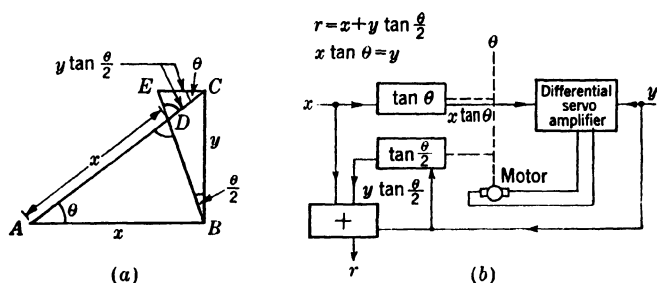 y tan θ/2
θ
E
C
D
x
y
θ/2
A
θ
x
B
(a)
r = x + y tan θ/2
x tan θ = y
θ
x
tan θ
x tan θ
Differential
servo
amplifier
y
tan θ/2
Motor
y tan θ/2
+
r
(b)